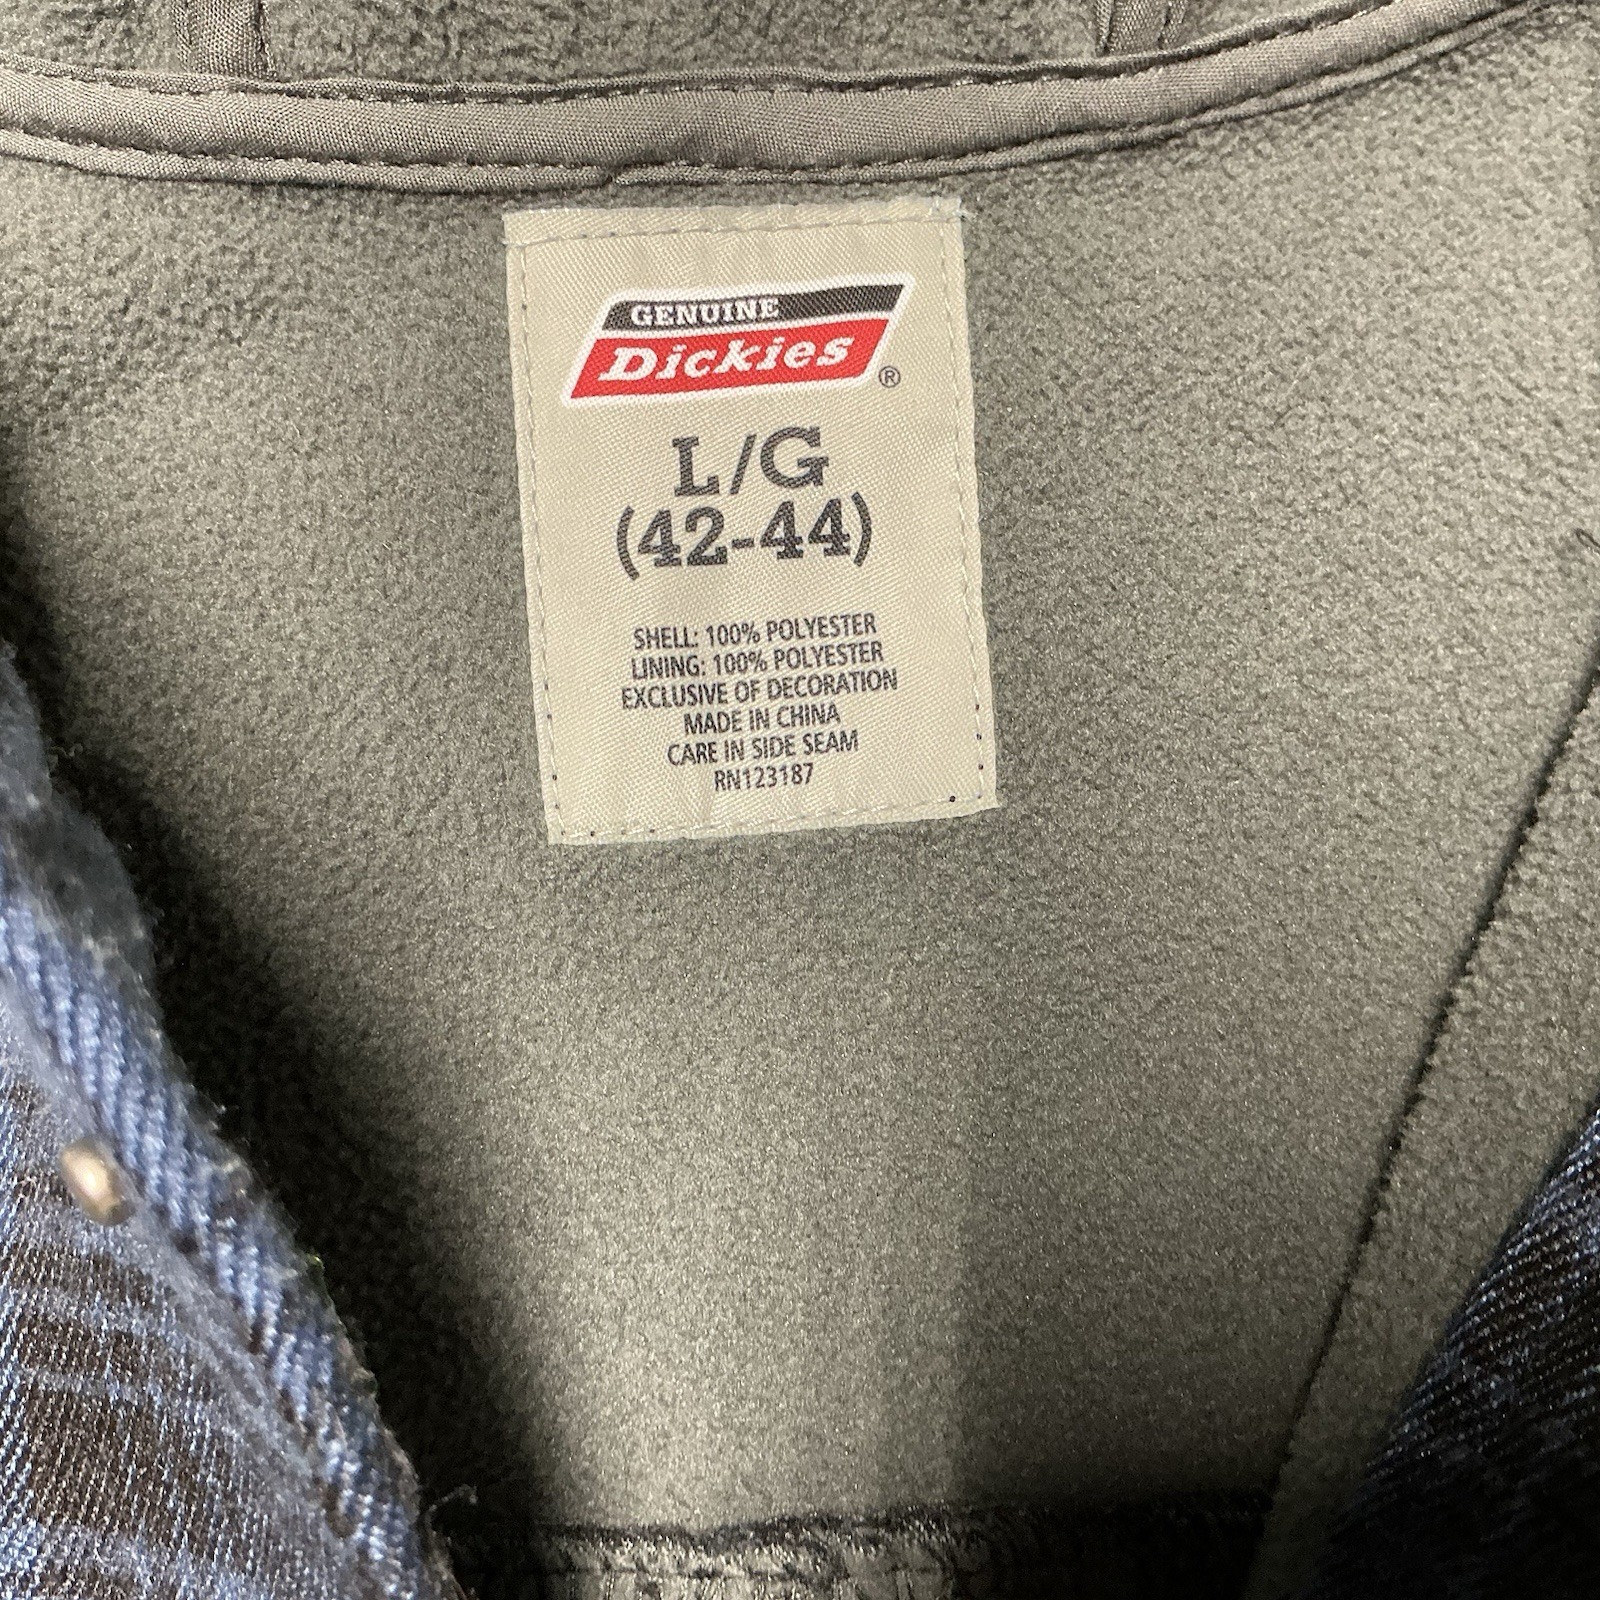 GENUINE
Dickies
®
L/G
(42-44)
SHELL: 100% POLYESTER
LINING: 100% POLYESTER
EXCLUSIVE OF DECORATION
MADE IN CHINA
CARE IN SIDE SEAM
RN123187